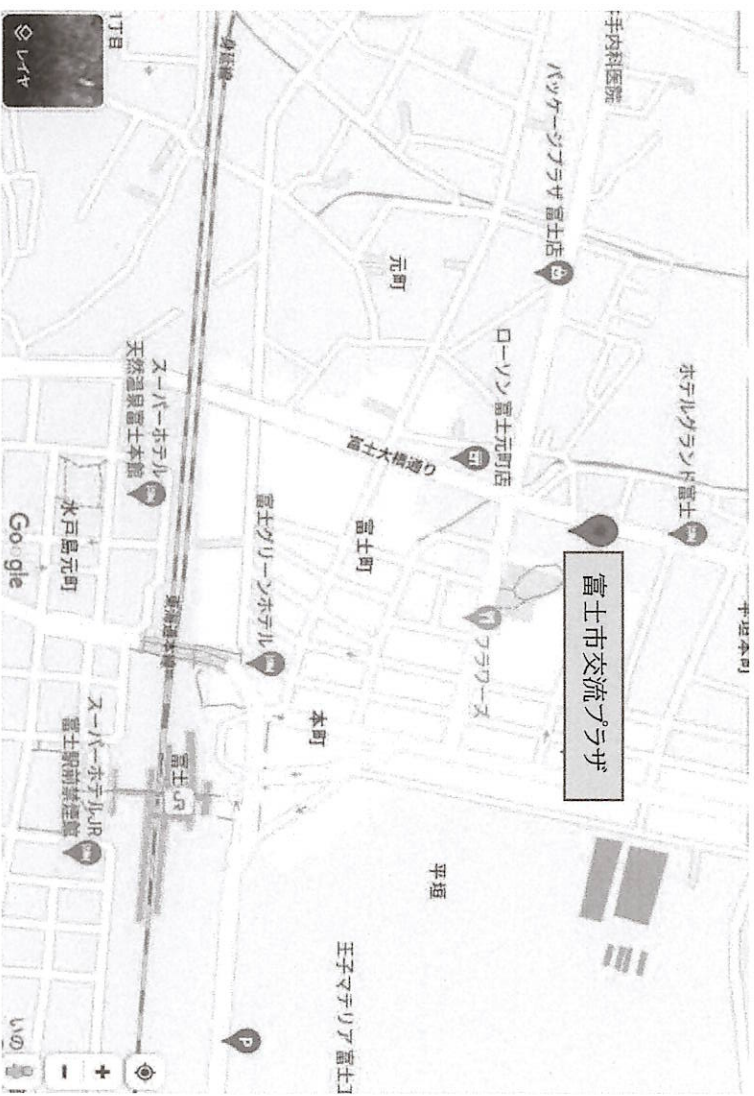 富士市交流プラザ
平垣本町
ホテルグランド富士
パッケージプラザ 富士店
ローソン 富士元町店
フラワーズ
元町
富士大橋通り
富士町
平垣
王子マテリア 富士工
本町
富士グリーンホテル
身延線
東海道本線
富士
JR
スーパーホテル
天然温泉富士本館
スーパーホテルJR
富士駅前禁煙館
水戸島元町
1丁目
レイヤ
Google
いの
P
+
−